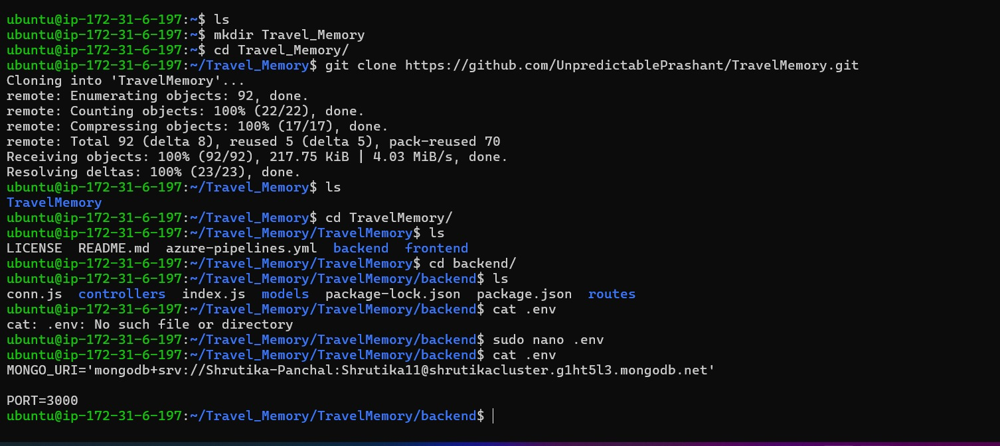 ubuntu@ip-172-31-6-197:~$ ls
ubuntu@ip-172-31-6-197:~$ mkdir Travel_Memory
ubuntu@ip-172-31-6-197:~$ cd Travel_Memory/
ubuntu@ip-172-31-6-197:~/Travel_Memory$ git clone https://github.com/UnpredictablePrashant/TravelMemory.git
Cloning into 'TravelMemory'...
remote: Enumerating objects: 92, done.
remote: Counting objects: 100% (22/22), done.
remote: Compressing objects: 100% (17/17), done.
remote: Total 92 (delta 8), reused 5 (delta 5), pack-reused 70
Receiving objects: 100% (92/92), 217.75 KiB | 4.03 MiB/s, done.
Resolving deltas: 100% (23/23), done.
ubuntu@ip-172-31-6-197:~/Travel_Memory$ ls
TravelMemory
ubuntu@ip-172-31-6-197:~/Travel_Memory$ cd TravelMemory/
ubuntu@ip-172-31-6-197:~/Travel_Memory/TravelMemory$ ls
LICENSE  README.md  azure-pipelines.yml  backend  frontend
ubuntu@ip-172-31-6-197:~/Travel_Memory/TravelMemory$ cd backend/
ubuntu@ip-172-31-6-197:~/Travel_Memory/TravelMemory/backend$ ls
conn.js  controllers  index.js  models  package-lock.json  package.json  routes
ubuntu@ip-172-31-6-197:~/Travel_Memory/TravelMemory/backend$ cat .env
cat: .env: No such file or directory
ubuntu@ip-172-31-6-197:~/Travel_Memory/TravelMemory/backend$ sudo nano .env
ubuntu@ip-172-31-6-197:~/Travel_Memory/TravelMemory/backend$ cat .env
MONGO_URI='mongodb+srv://Shrutika-Panchal:Shrutika11@shrutikacluster.g1ht5l3.mongodb.net'
PORT=3000
ubuntu@ip-172-31-6-197:~/Travel_Memory/TravelMemory/backend$